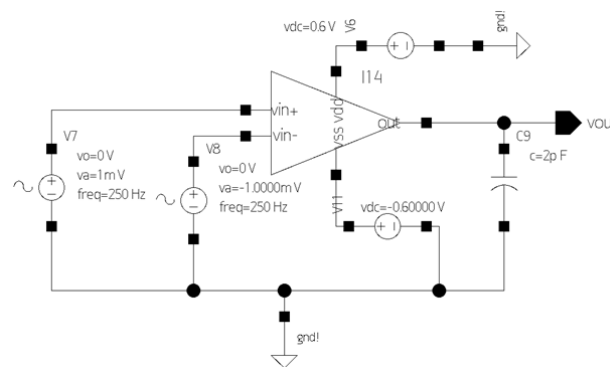 vdc=0.6 V
V6
gnd!
I14
vin+
vdd
out
vin-
vss
V7
vo=0 V
va=1m V
freq=250 Hz
V8
vo=0 V
va=-1.0000m V
freq=250 Hz
V11
vdc=-0.60000 V
C9
c=2p F
vou
gnd!